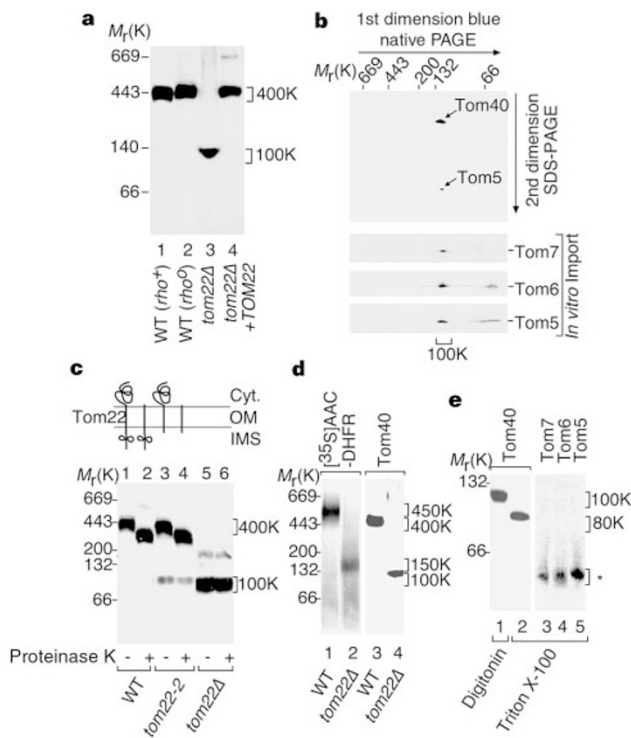 a
Mr(K)
669-
443-
140-
66-
]400K
]100K
1 2 3 4
WT (rho+)
WT (rho0)
tom22Δ
tom22Δ
+TOM22
b
1st dimension blue
native PAGE
Mr(K)
669
443
200
132
66
Tom40
Tom5
2nd dimension
SDS-PAGE
-Tom7
-Tom6
-Tom5
In vitro Import
100K
c
Cyt.
Tom22
OM
IMS
Mr(K)
1 2 3 4 5 6
669-
443-
200-
132-
66-
]400K
]100K
Proteinase K - + - + - +
WT
tom22-2
tom22Δ
d
[35S]AAC
-DHFR
Tom40
Mr(K)
669-
443-
200-
132-
66-
]450K
]400K
]150K
]100K
1 2 3 4
WT
tom22Δ
WT
tom22Δ
e
Tom40
Tom7
Tom6
Tom5
Mr(K)
132-
66-
]100K
]80K
]*
1 2 3 4 5
Digitonin
Triton X-100